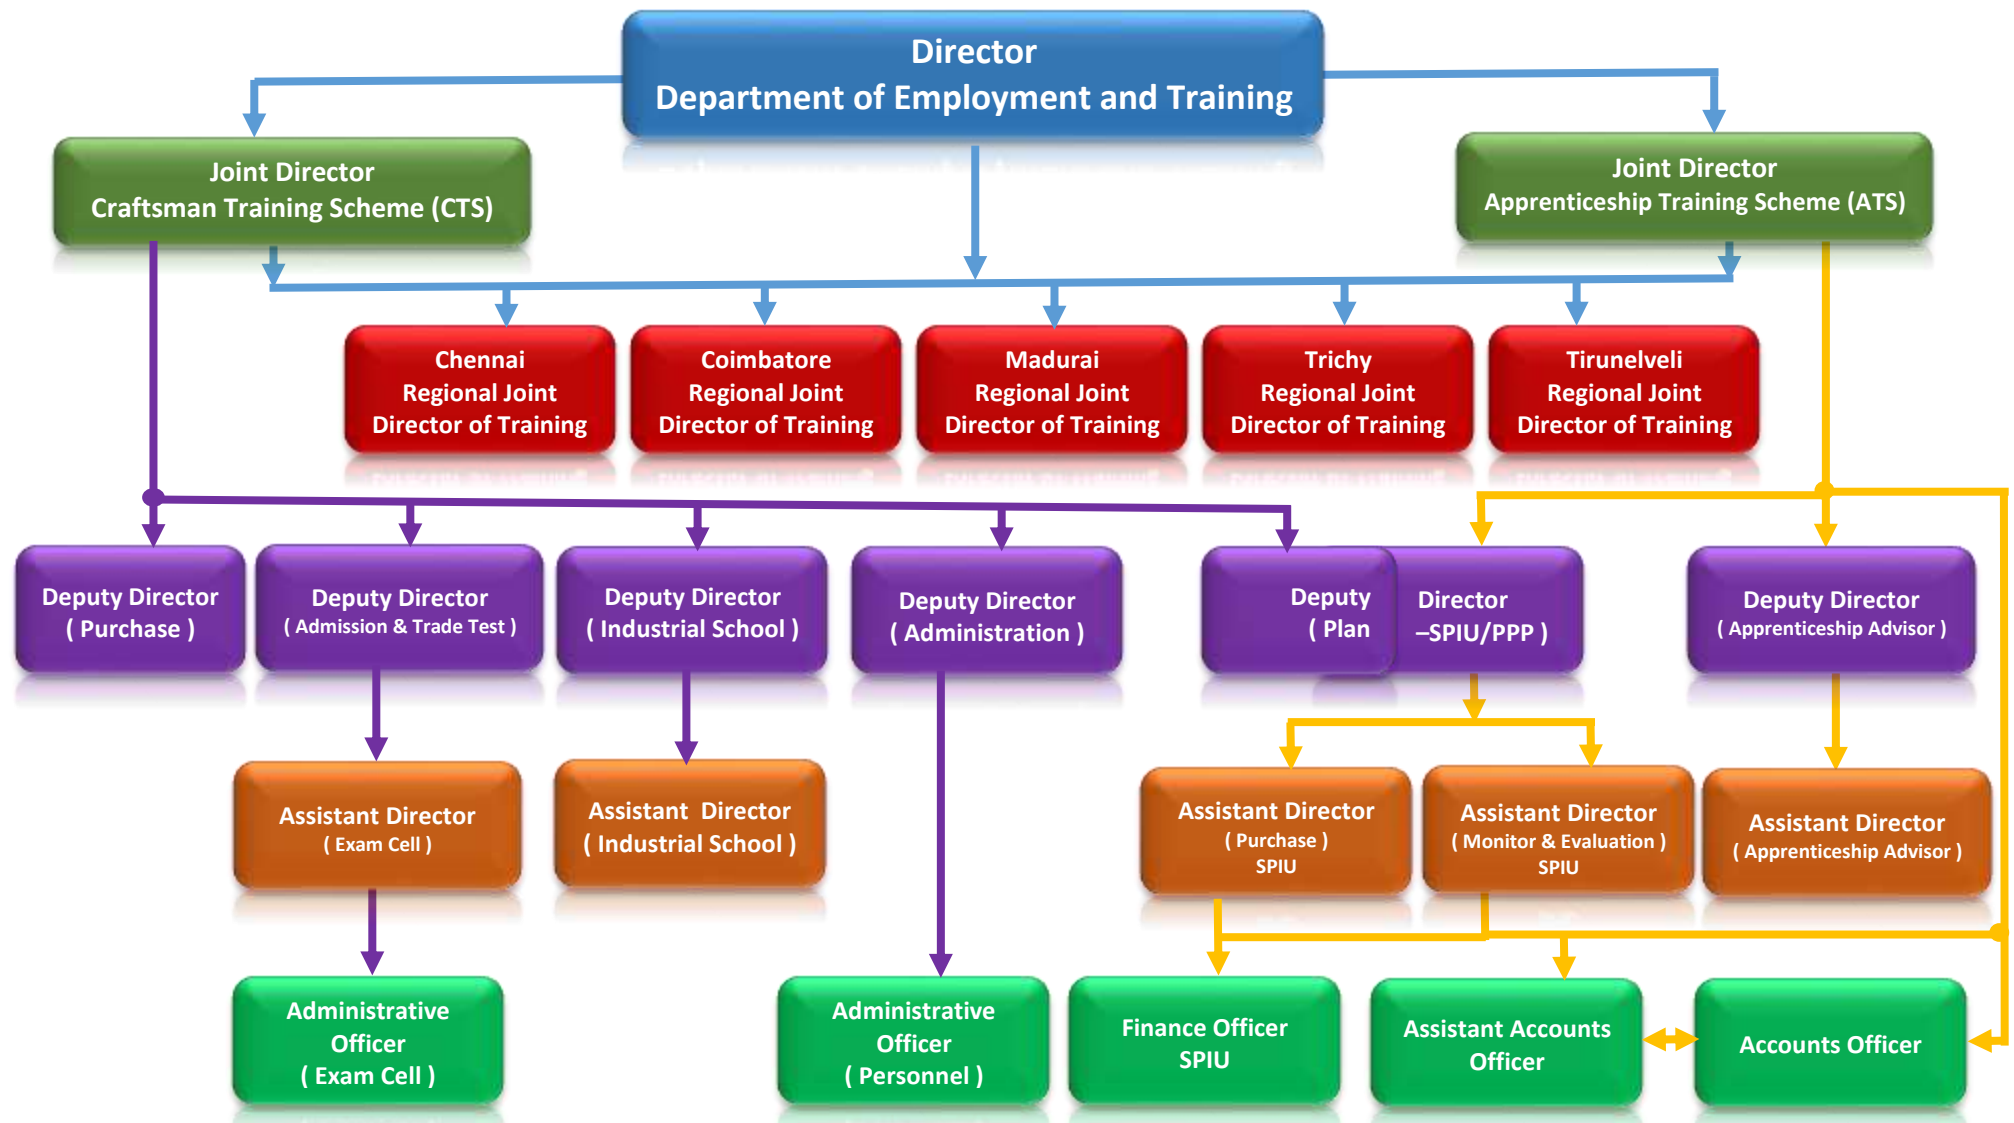 Director
Department of Employment and Training
Joint Director
Craftsman Training Scheme (CTS)
Joint Director
Apprenticeship Training Scheme (ATS)
Chennai
Regional Joint
Director of Training
Coimbatore
Regional Joint
Director of Training
Madurai
Regional Joint
Director of Training
Trichy
Regional Joint
Director of Training
Tirunelveli
Regional Joint
Director of Training
Deputy Director
( Purchase )
Deputy Director
( Admission & Trade Test )
Deputy Director
( Industrial School )
Deputy Director
( Administration )
Deputy Director
( Plan –SPIU/PPP )
Deputy Director
( Apprenticeship Advisor )
Assistant Director
( Exam Cell )
Assistant Director
( Industrial School )
Assistant Director
( Purchase )
SPIU
Assistant Director
( Monitor & Evaluation )
SPIU
Assistant Director
( Apprenticeship Advisor )
Administrative
Officer
( Exam Cell )
Administrative
Officer
( Personnel )
Finance Officer
SPIU
Assistant Accounts
Officer
Accounts Officer